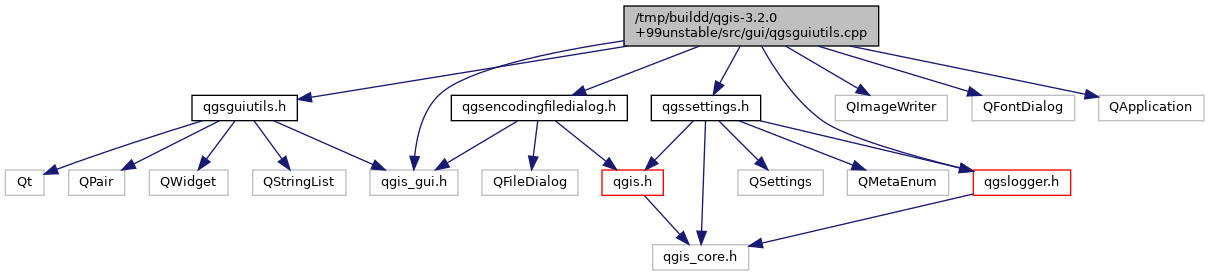 /tmp/buildd/qgis-3.2.0
+99unstable/src/gui/qgsguiutils.cpp
qgsguiutils.h
qgsencodingfiledialog.h
qgssettings.h
QImageWriter
QFontDialog
QApplication
Qt
QPair
QWidget
QStringList
qgis_gui.h
QFileDialog
qgis.h
QSettings
QMetaEnum
qgslogger.h
qgis_core.h